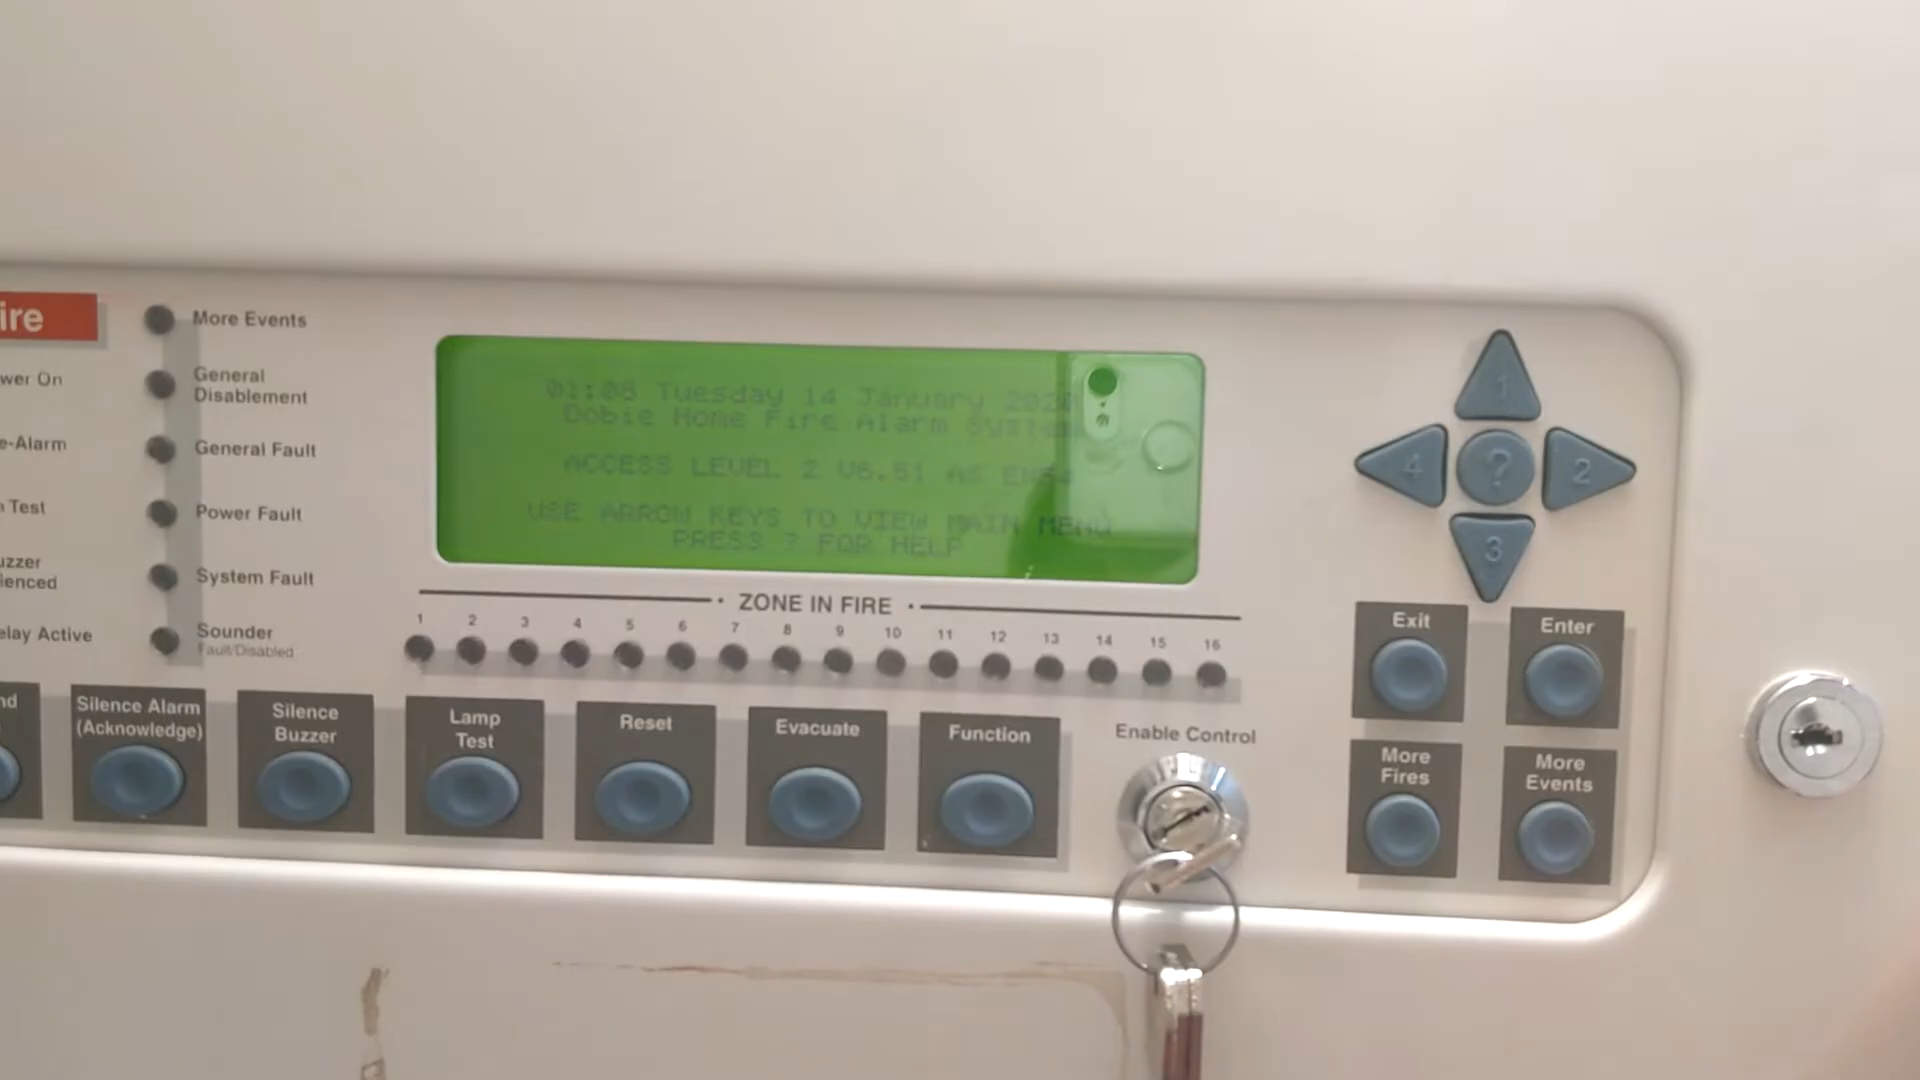 ire
More Events
wer On
General
Disablement
e-Alarm
General Fault
Test
Power Fault
uzzer
ienced
System Fault
elay Active
Sounder
Fault/Disabled
01:08 Tuesday 14 January
Dobie Home Fire Alarm System
ACCESS LEVEL 2 V6.51 AS EN54
USE ARROW KEYS TO VIEW MAIN MENU
PRESS ? FOR HELP
ZONE IN FIRE
1 2 3 4 5 6 7 8 9 10 11 12 13 14 15 16
1
4 ? 2
3
Exit
Enter
More
Fires
More
Events
nd
Silence Alarm
(Acknowledge)
Silence
Buzzer
Lamp
Test
Reset
Evacuate
Function
Enable Control